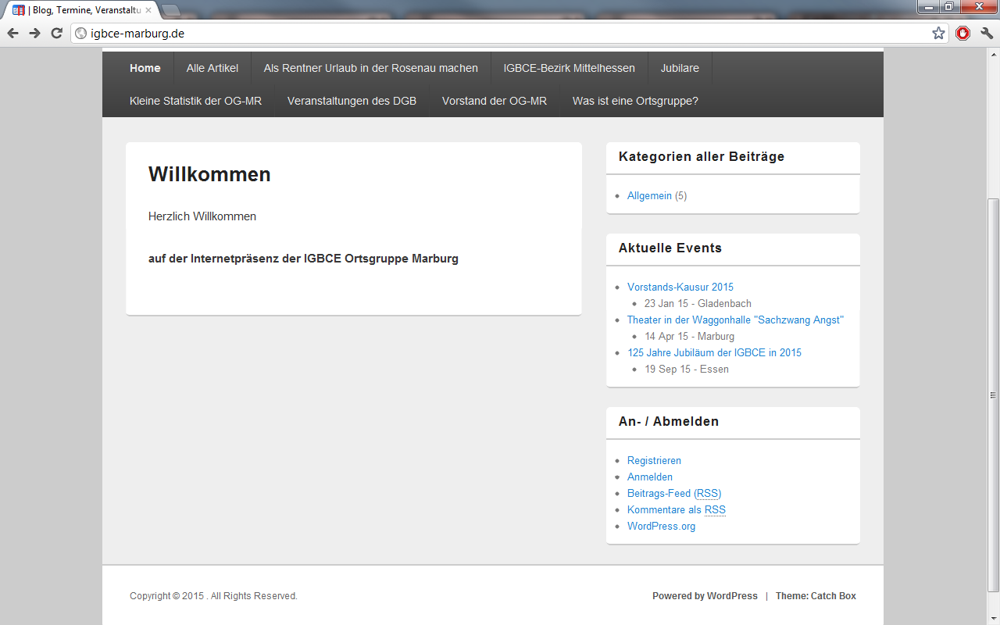 | Blog, Termine, Veranstaltu
igbce-marburg.de
Home Alle Artikel Als Rentner Urlaub in der Rosenau machen IGBCE-Bezirk Mittelhessen Jubilare
Kleine Statistik der OG-MR Veranstaltungen des DGB Vorstand der OG-MR Was ist eine Ortsgruppe?
Willkommen
Herzlich Willkommen
auf der Internetpräsenz der IGBCE Ortsgruppe Marburg
Kategorien aller Beiträge
Allgemein (5)
Aktuelle Events
Vorstands-Kausur 2015
23 Jan 15 - Gladenbach
Theater in der Waggonhalle "Sachzwang Angst"
14 Apr 15 - Marburg
125 Jahre Jubiläum der IGBCE in 2015
19 Sep 15 - Essen
An- / Abmelden
Registrieren
Anmelden
Beitrags-Feed (RSS)
Kommentare als RSS
WordPress.org
Copyright © 2015 . All Rights Reserved.
Powered by WordPress | Theme: Catch Box